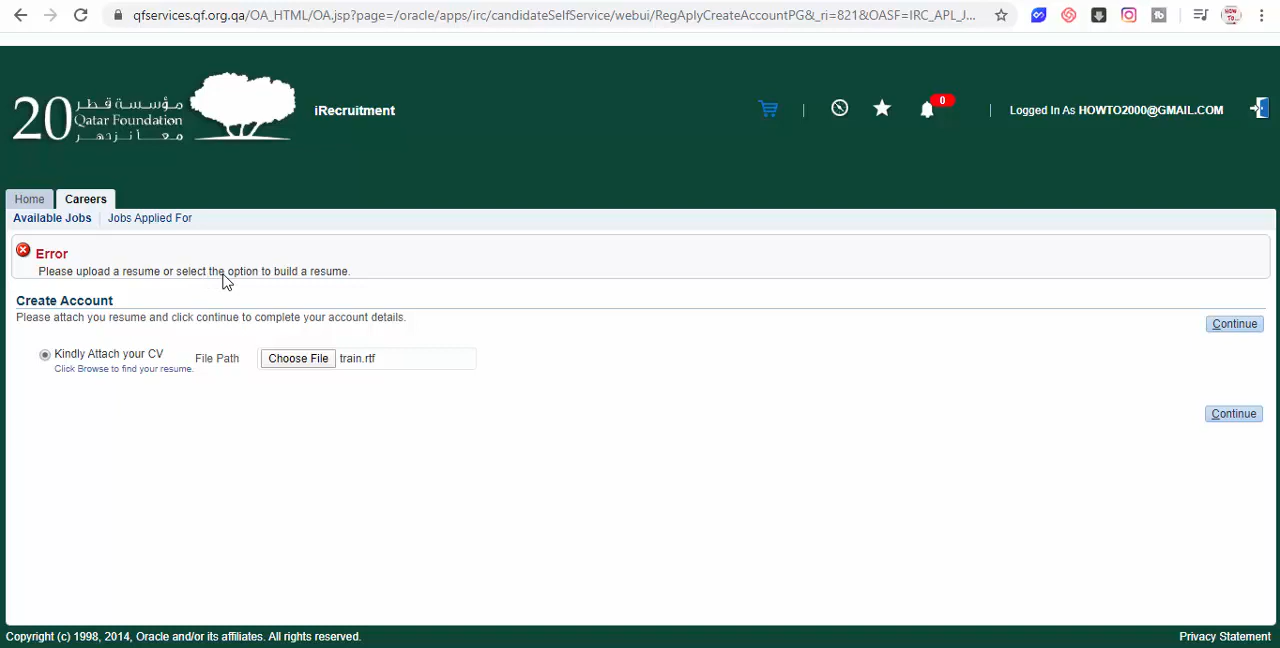 qfservices.qf.org.qa/OA_HTML/OA.jsp?page=/oracle/apps/irc/candidateSelfService/webui/RegAplyCreateAccountPG&_ri=821&OASF=IRC_APL_J...
HOW TO..
20
مؤسسة قطر
Qatar Foundation
معاً نزدهر
iRecruitment
0
Logged In As HOWTO2000@GMAIL.COM
Home
Careers
Available Jobs
Jobs Applied For
Error
Please upload a resume or select the option to build a resume.
Create Account
Please attach you resume and click continue to complete your account details.
Continue
Kindly Attach your CV
File Path
Choose File
train.rtf
Click Browse to find your resume.
Continue
Copyright (c) 1998, 2014, Oracle and/or its affiliates. All rights reserved.
Privacy Statement